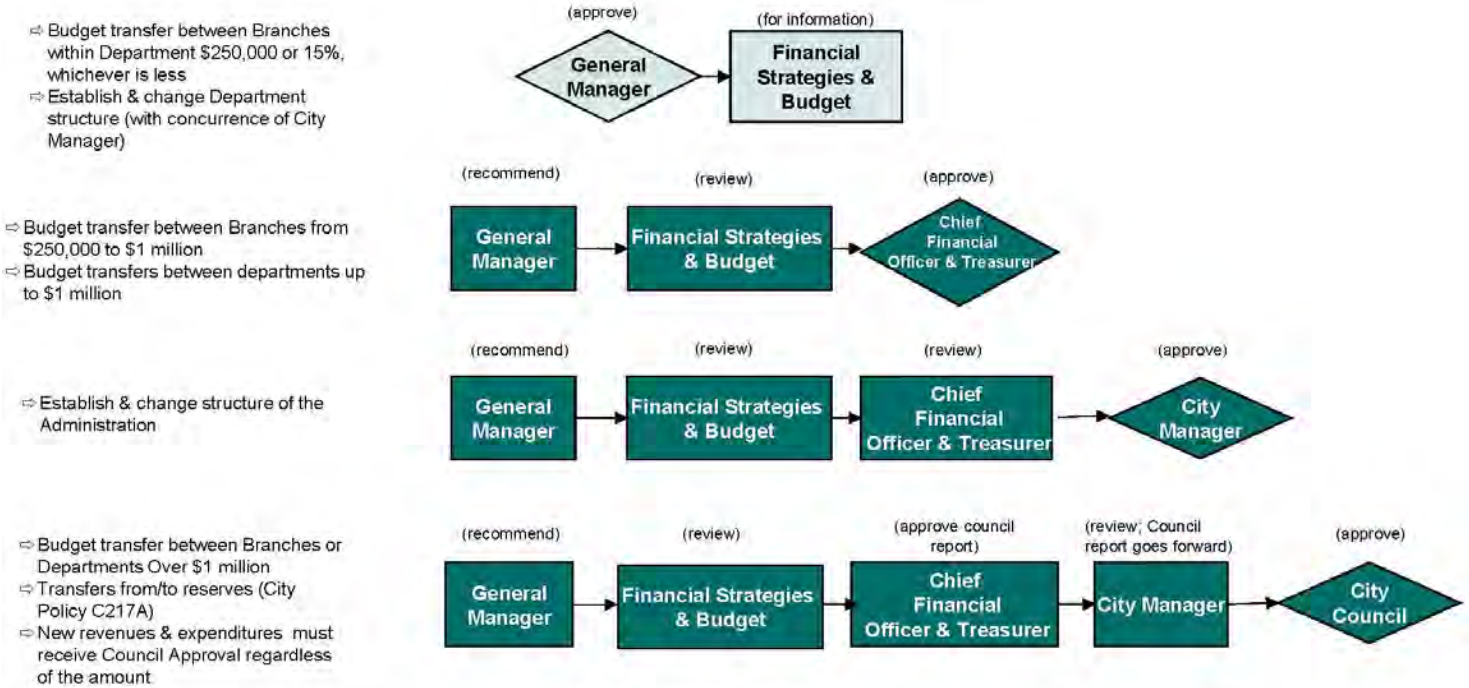 ⇨ Budget transfer between Branches
within Department $250,000 or 15%,
whichever is less
⇨ Establish & change Department
structure (with concurrence of City
Manager)
(approve)
General
Manager
(for information)
Financial
Strategies &
Budget
⇨ Budget transfer between Branches from
$250,000 to $1 million
⇨ Budget transfers between departments up
to $1 million
(recommend)
General
Manager
(review)
Financial Strategies
& Budget
(approve)
Chief
Financial
Officer & Treasurer
⇨ Establish & change structure of the
Administration
(recommend)
General
Manager
(review)
Financial Strategies
& Budget
(review)
Chief
Financial
Officer & Treasurer
(approve)
City
Manager
⇨ Budget transfer between Branches or
Departments Over $1 million
⇨ Transfers from/to reserves (City
Policy C217A)
⇨ New revenues & expenditures must
receive Council Approval regardless
of the amount
(recommend)
General
Manager
(review)
Financial Strategies
& Budget
(approve council
report)
Chief
Financial
Officer & Treasurer
(review; Council
report goes forward)
City Manager
(approve)
City
Council